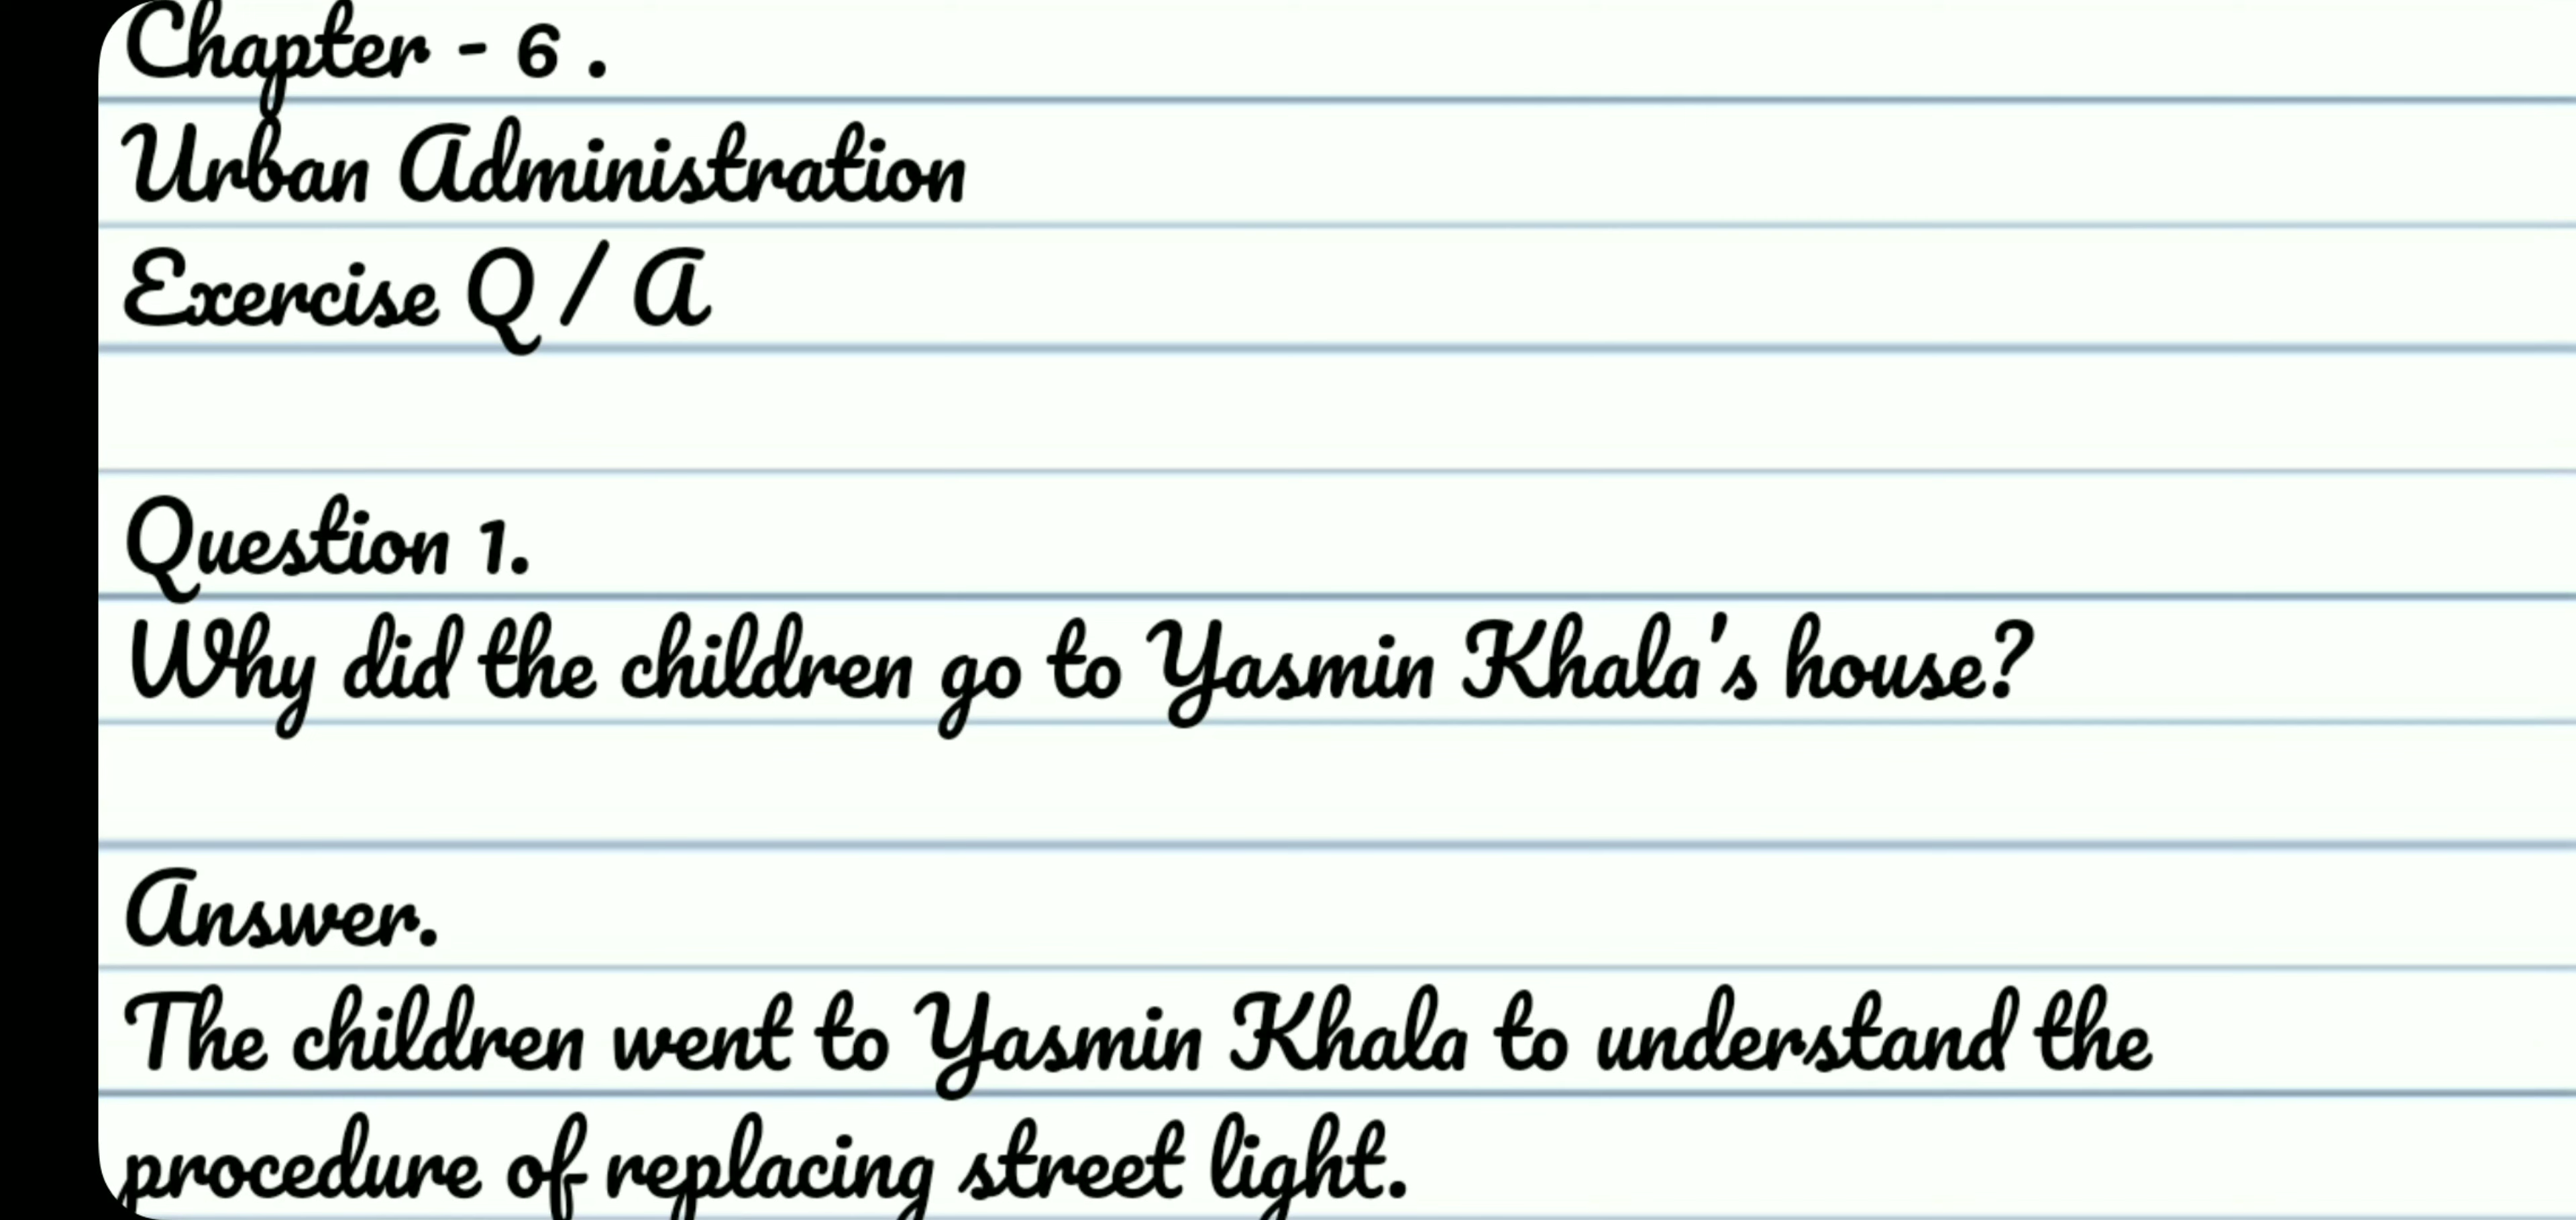 Chapter - 6 .
Urban Administration
Exercise Q / A
Question 1.
Why did the children go to Yasmin Khala's house?
Answer.
The children went to Yasmin Khala to understand the
procedure of replacing street light.